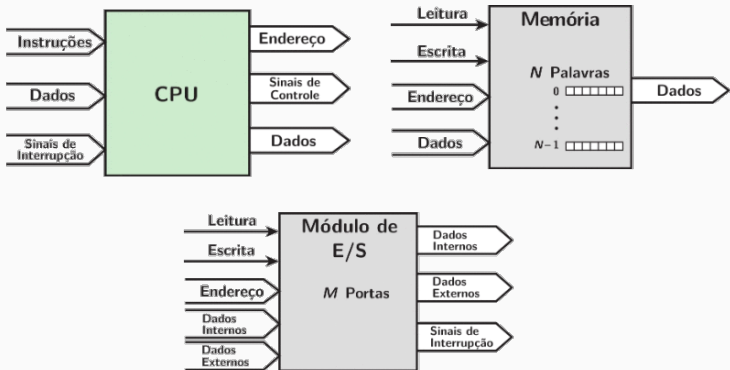 Instruções
Dados
Sinais de
Interrupção
CPU
Endereço
Sinais de
Controle
Dados
Leitura
Escrita
Endereço
Dados
Memória
N Palavras
0
N−1
Dados
Leitura
Escrita
Endereço
Dados
Internos
Dados
Externos
Módulo de
E/S
M Portas
Dados
Internos
Dados
Externos
Sinais de
Interrupção